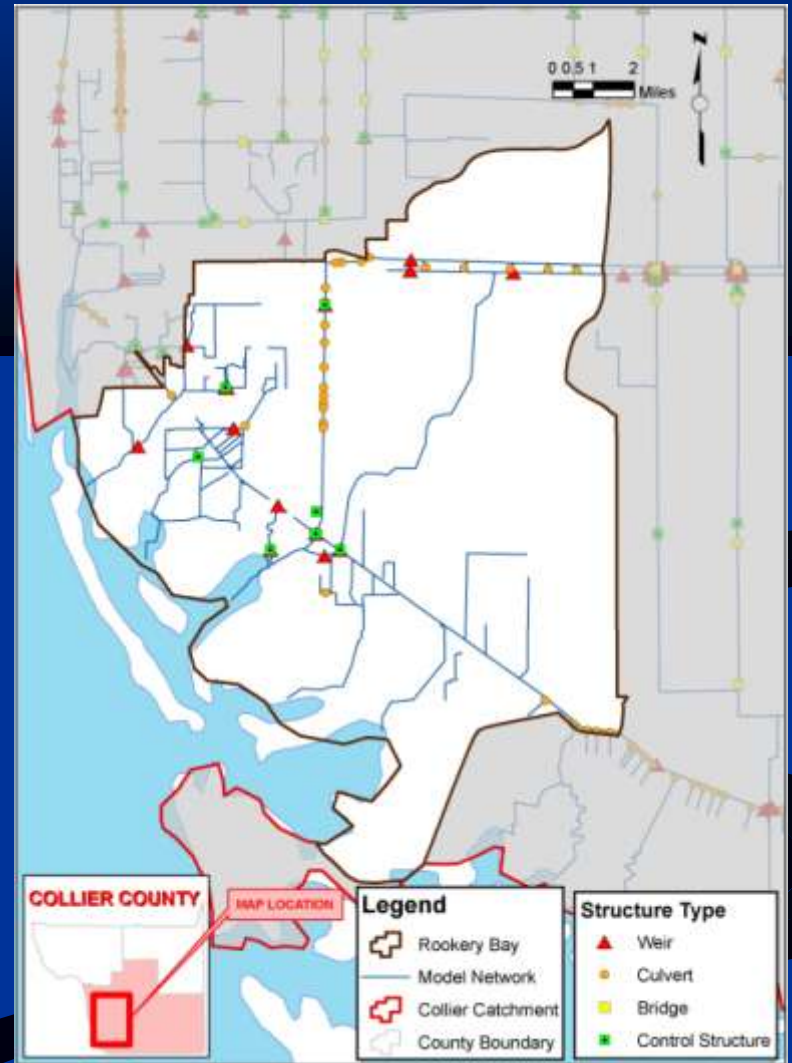 N
0 0.5 1 2
Miles
COLLIER COUNTY
MAP LOCATION
Legend
Rookery Bay
Model Network
Collier Catchment
County Boundary
Structure Type
Weir
Culvert
Bridge
Control Structure